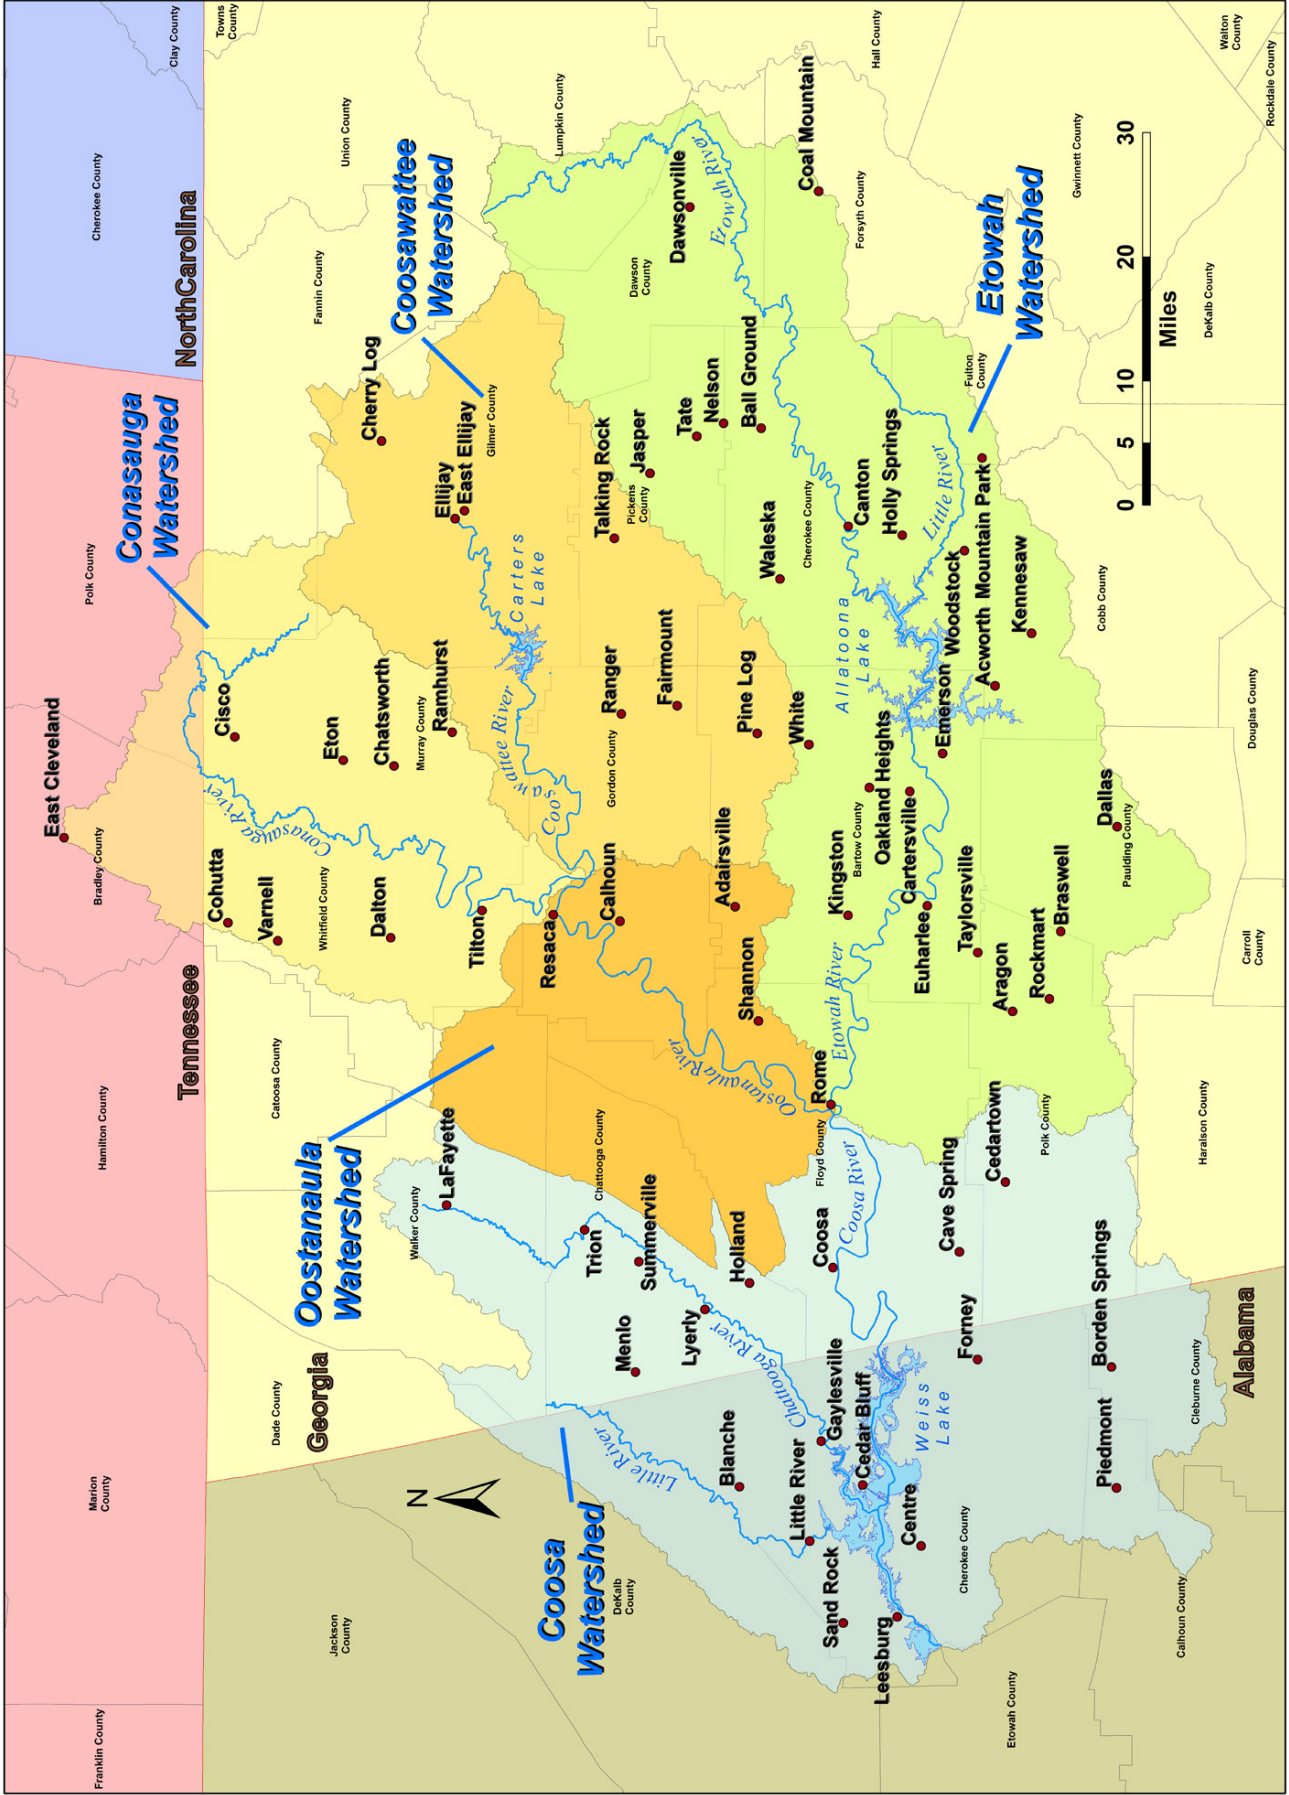 Franklin County
Marion
County
Hamilton County
Bradley County
Polk County
Cherokee County
Clay County
Towns
County
East Cleveland
Tennessee
NorthCarolina
Conasauga
Watershed
Jackson
County
Dade County
Georgia
Catoosa County
Walker County
Whitfield County
Cohutta
Varnell
Dalton
Tilton
Conasauga River
Cisco
Eton
Chatsworth
Murray County
Ramhurst
Fannin County
Union County
Lumpkin County
Cherry Log
Coosawattee
Watershed
Gilmer County
Ellijay
East Ellijay
Carters
Lake
Coosawattee River
Oostanaula
Watershed
LaFayette
N
Coosa
Watershed
DeKalb
County
Little River
Blanche
Menlo
Trion
Chattooga County
Summerville
Lyerly
Chattooga River
Holland
Resaca
Calhoun
Oostanaula River
Shannon
Adairsville
Gordon County
Ranger
Fairmount
Pine Log
Talking Rock
Pickens
County
Jasper
Tate
Nelson
Ball Ground
Dawson
County
Dawsonville
Etowah River
Coal Mountain
Hall County
Forsyth County
Waleska
Cherokee County
White
Allatoona
Lake
Canton
Holly Springs
Little River
Woodstock
Mountain Park
Acworth
Kennesaw
Fulton
County
Etowah
Watershed
Gwinnett County
Walton
County
Rockdale County
DeKalb County
Cobb County
Douglas County
Sand Rock
Little River
Gaylesville
Cedar Bluff
Weiss
Lake
Leesburg
Centre
Cherokee County
Coosa
Coosa River
Floyd County
Rome
Etowah River
Kingston
Bartow County
Oakland Heights
Cartersville
Emerson
Euharlee
Taylorsville
Aragon
Rockmart
Braswell
Dallas
Paulding County
Cave Spring
Cedartown
Polk County
Forney
Borden Springs
Piedmont
Cleburne County
Alabama
Calhoun County
Etowah County
Haralson County
Carroll
County
0 5 10 20 30
Miles